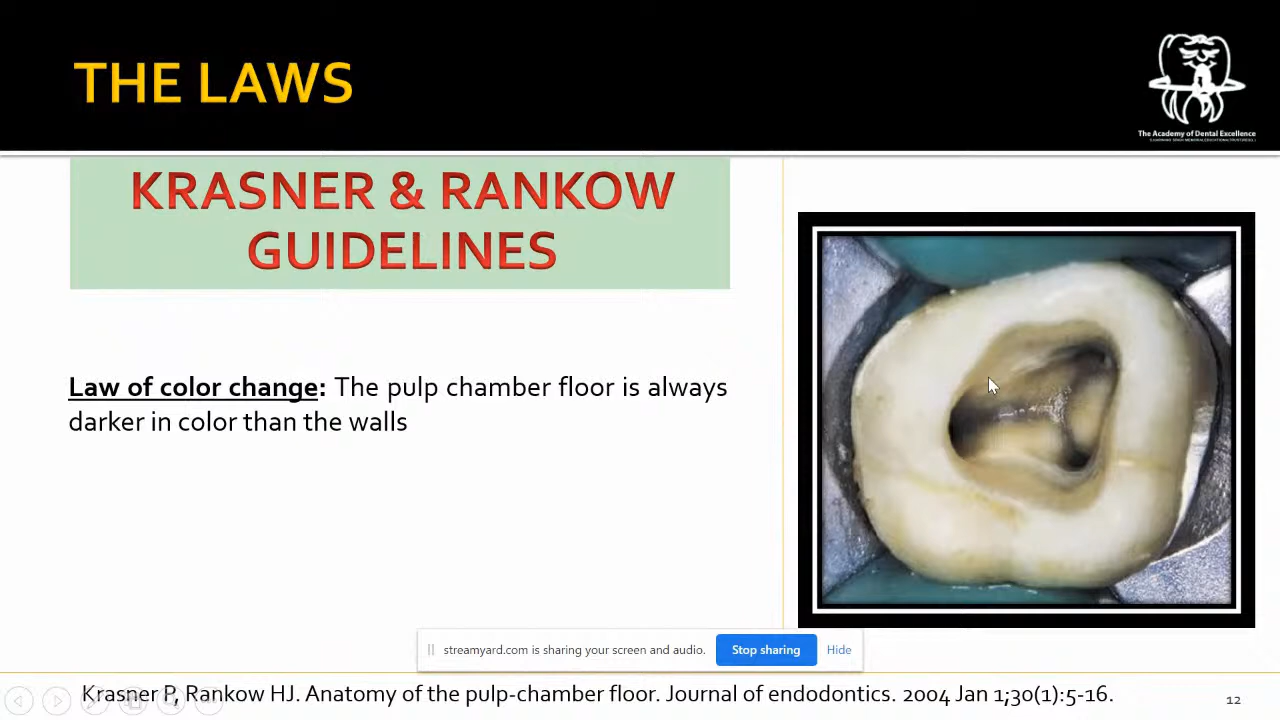 THE LAWS
The Academy of Dental Excellence
KRASNER & RANKOW
GUIDELINES
Law of color change: The pulp chamber floor is always
darker in color than the walls
streamyard.com is sharing your screen and audio.
Stop sharing
Hide
Krasner P, Rankow HJ. Anatomy of the pulp-chamber floor. Journal of endodontics. 2004 Jan 1;30(1):5-16.
12